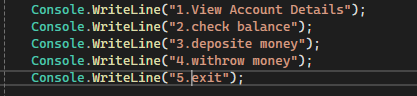 Console.WriteLine("1.View Account Details");
Console.WriteLine("2.check balance");
Console.WriteLine("3.deposite money");
Console.WriteLine("4.withrow money");
Console.WriteLine("5.exit");